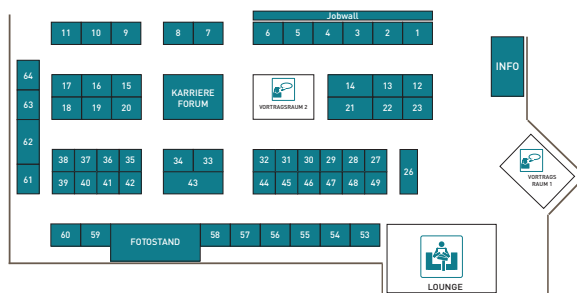 Jobwall
11 10 9 8 7 6 5 4 3 2 1
INFO
64
63
62
61
17 16 15
18 19 20
KARRIERE
FORUM
VORTRAGSRAUM 2
14 13 12
21 22 23
VORTRAGS
RAUM 1
38 37 36 35
39 40 41 42
34 33
43
32 31 30 29 28 27
44 45 46 47 48 49
26
60 59
FOTOSTAND
58 57 56 55 54 53
LOUNGE